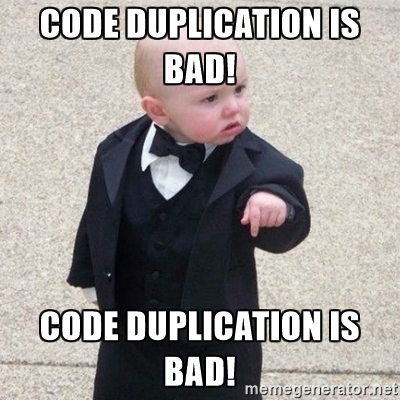 CODE DUPLICATION IS
BAD!
CODE DUPLICATION IS
BAD!
memegenerator.net